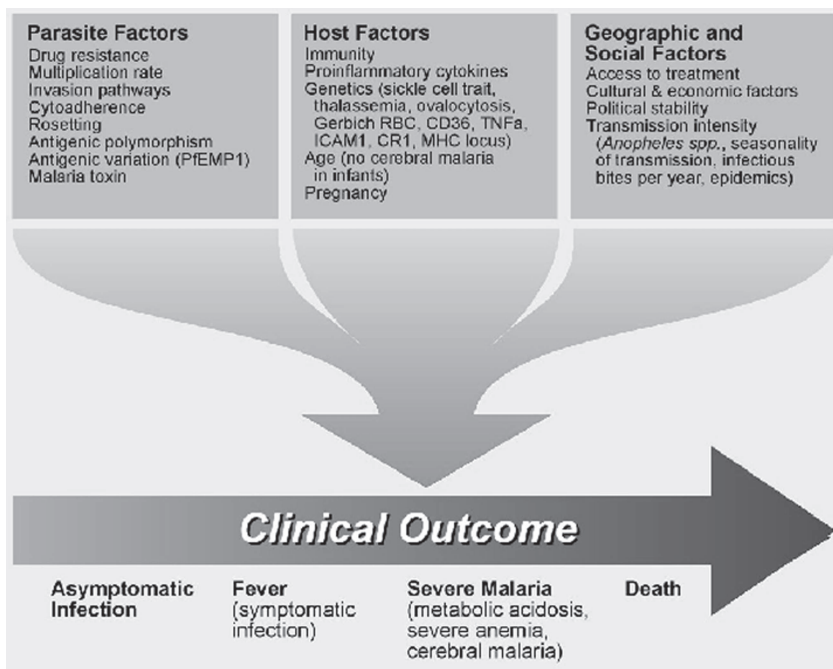 Parasite Factors
Drug resistance
Multiplication rate
Invasion pathways
Cytoadherence
Rosetting
Antigenic polymorphism
Antigenic variation (PfEMP1)
Malaria toxin
Host Factors
Immunity
Proinflammatory cytokines
Genetics (sickle cell trait,
thalassemia, ovalocytosis,
Gerbich RBC, CD36, TNFa,
ICAM1, CR1, MHC locus)
Age (no cerebral malaria
in infants)
Pregnancy
Geographic and
Social Factors
Access to treatment
Cultural & economic factors
Political stability
Transmission intensity
(Anopheles spp., seasonality
of transmission, infectious
bites per year, epidemics)
Clinical Outcome
Asymptomatic
Infection
Fever
(symptomatic
infection)
Severe Malaria
(metabolic acidosis,
severe anemia,
cerebral malaria)
Death